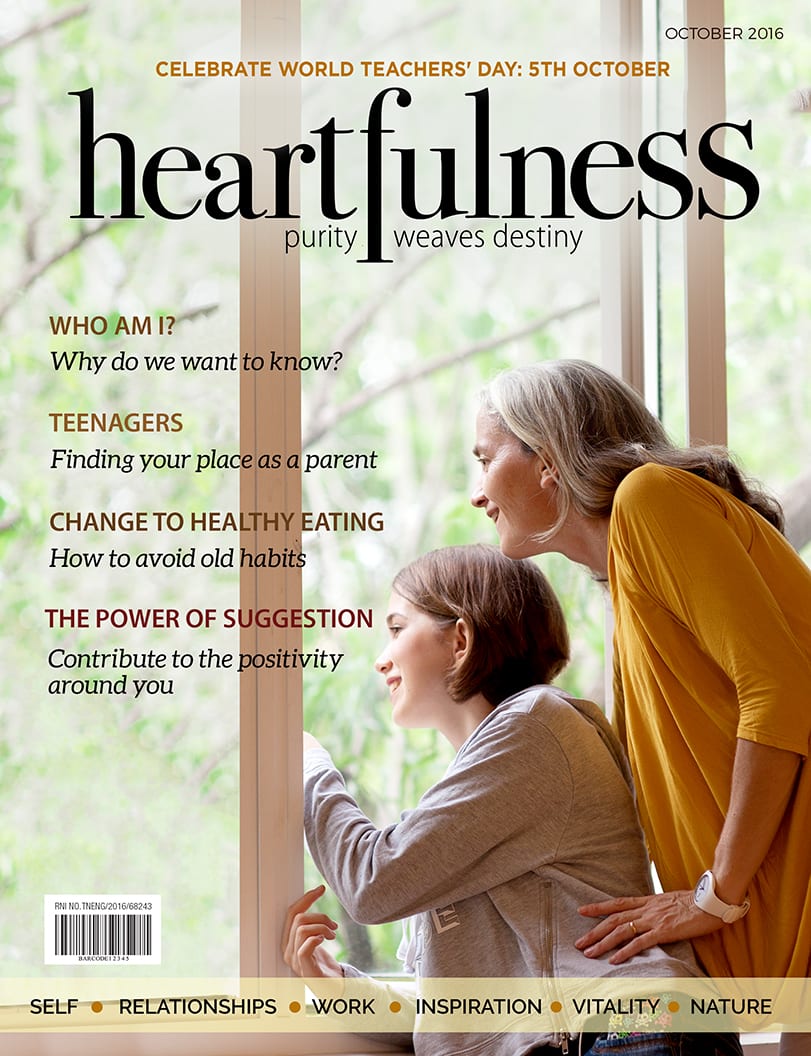 OCTOBER 2016
CELEBRATE WORLD TEACHERS' DAY: 5TH OCTOBER
heartfulness
purity weaves destiny
WHO AM I?
Why do we want to know?
TEENAGERS
Finding your place as a parent
CHANGE TO HEALTHY EATING
How to avoid old habits
THE POWER OF SUGGESTION
Contribute to the positivity
around you
RNI NO.TNENG/2016/68243
BARCODE12345
SELF • RELATIONSHIPS • WORK • INSPIRATION • VITALITY • NATURE